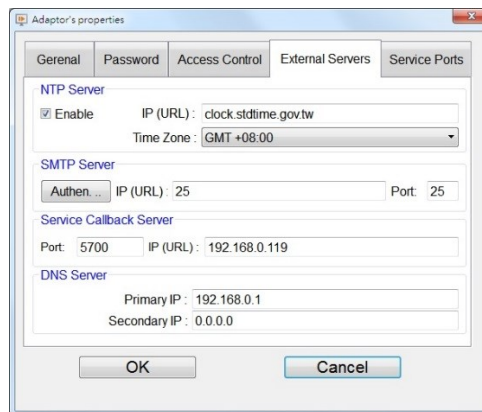 Adaptor's properties
Gerenal Password Access Control External Servers Service Ports
NTP Server
Enable IP (URL) : clock.stdtime.gov.tw
Time Zone : GMT +08:00
SMTP Server
Authen. .. IP (URL) : 25 Port: 25
Service Callback Server
Port: 5700 IP (URL) : 192.168.0.119
DNS Server
Primary IP : 192.168.0.1
Secondary IP : 0.0.0.0
OK Cancel